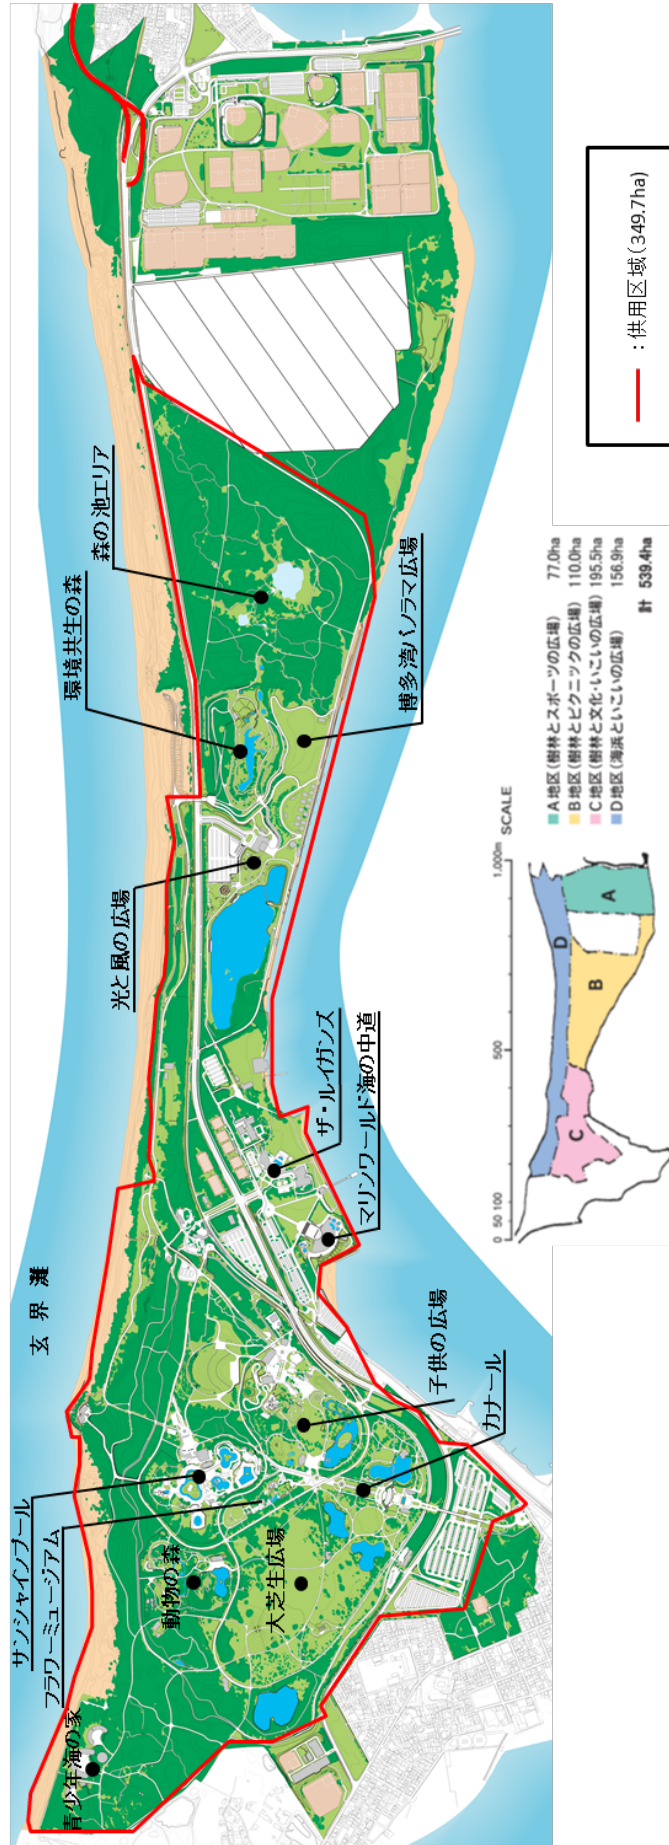 玄界灘
青少年海の家
フラワーミュージアム
サンシャインプール
動物の森
大芝生広場
カナール
子供の広場
マリンワールド海の中道
ザ・ルイガンズ
光と風の広場
環境共生の森
森の池エリア
博多湾パノラマ広場
0 50 100 500 1,000m SCALE
D
C
B
A
A地区(樹林とスポーツの広場) 77.0ha
B地区(樹林とピクニックの広場) 110.0ha
C地区(樹林と文化・いこいの広場) 195.5ha
D地区(海浜といこいの広場) 156.9ha
計 539.4ha
：供用区域(349.7ha)